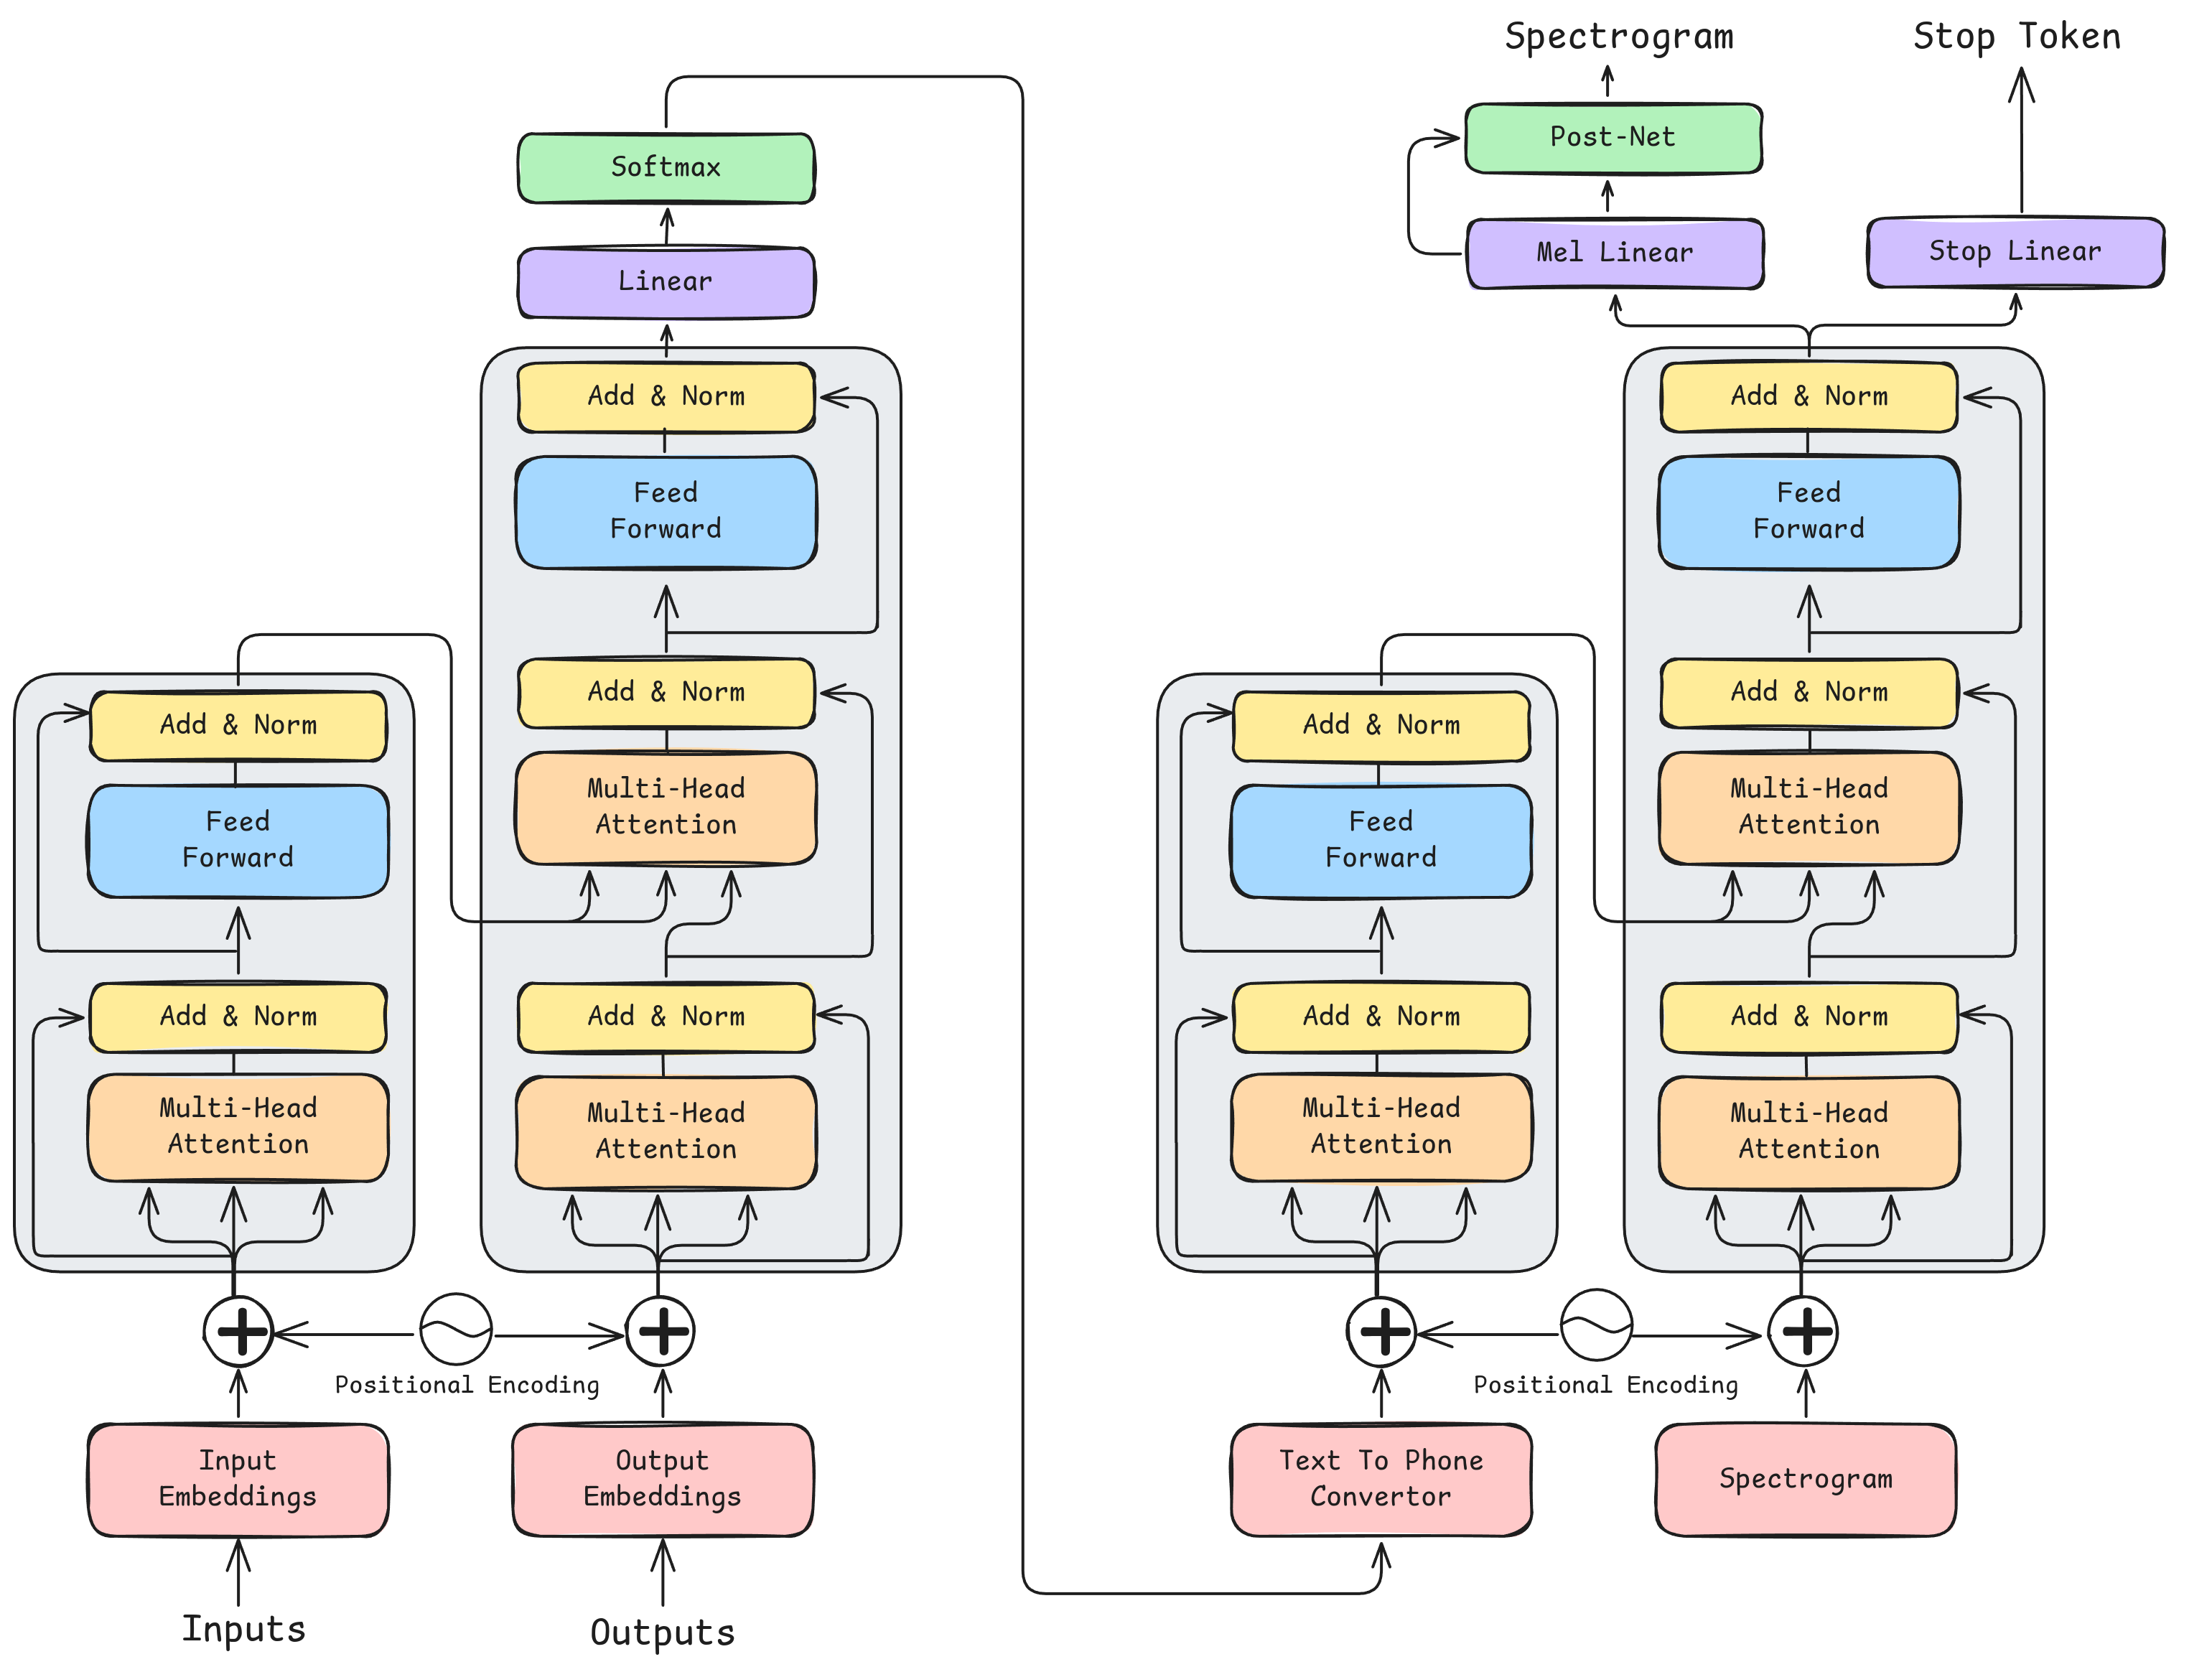 Spectrogram
Stop Token
Post-Net
Mel Linear
Stop Linear
Softmax
Linear
Add & Norm
Feed
Forward
Add & Norm
Multi-Head
Attention
Add & Norm
Multi-Head
Attention
Add & Norm
Feed
Forward
Add & Norm
Multi-Head
Attention
Positional Encoding
Input
Embeddings
Output
Embeddings
Inputs
Outputs
Add & Norm
Feed
Forward
Add & Norm
Multi-Head
Attention
Add & Norm
Multi-Head
Attention
Add & Norm
Feed
Forward
Add & Norm
Multi-Head
Attention
Positional Encoding
Text To Phone
Convertor
Spectrogram